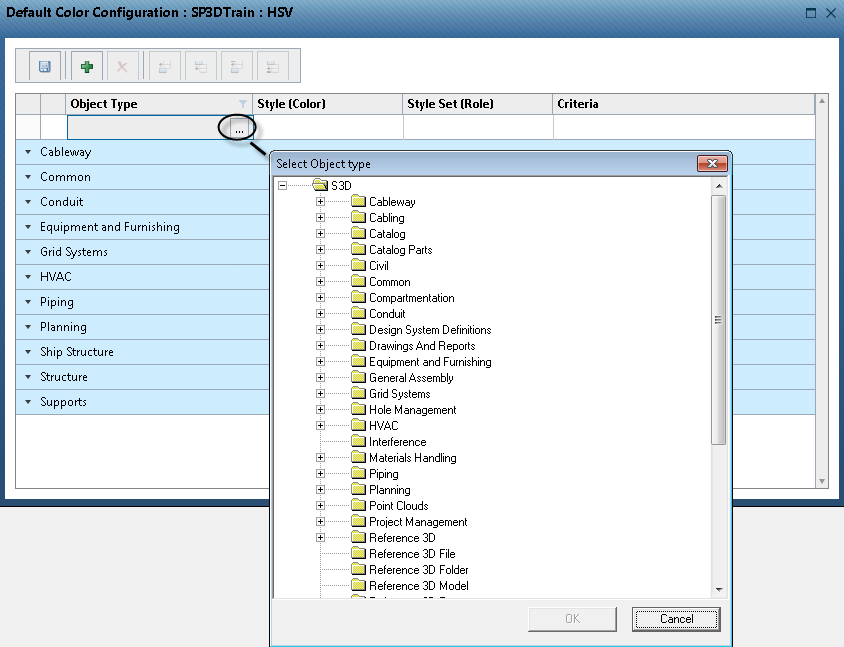 Default Color Configuration : SP3DTrain : HSV
Object Type Style (Color) Style Set (Role) Criteria
...
Cableway
Common
Conduit
Equipment and Furnishing
Grid Systems
HVAC
Piping
Planning
Ship Structure
Structure
Supports
Select Object type
S3D
Cableway
Cabling
Catalog
Catalog Parts
Civil
Common
Compartmentation
Conduit
Design System Definitions
Drawings And Reports
Equipment and Furnishing
General Assembly
Grid Systems
Hole Management
HVAC
Interference
Materials Handling
Piping
Planning
Point Clouds
Project Management
Reference 3D
Reference 3D File
Reference 3D Folder
Reference 3D Model
OK Cancel